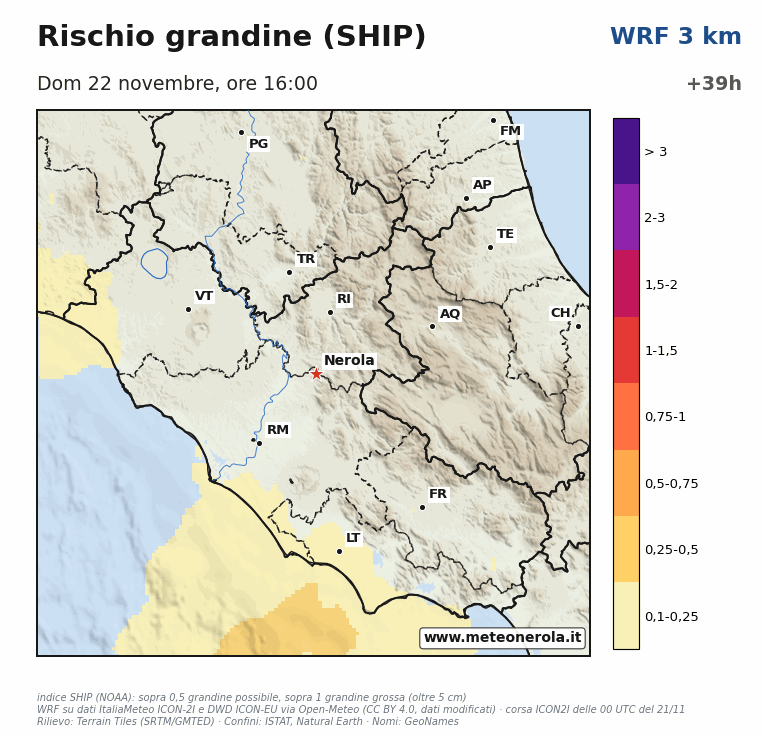 Rischio grandine (SHIP)
WRF 3 km
Dom 22 novembre, ore 16:00
+39h
FM
PG
AP
TE
TR
VT
RI
AQ
CH
Nerola
RM
FR
LT
www.meteonerola.it
> 3
2-3
1,5-2
1-1,5
0,75-1
0,5-0,75
0,25-0,5
0,1-0,25
indice SHIP (NOAA): sopra 0,5 grandine possibile, sopra 1 grandine grossa (oltre 5 cm)
WRF su dati ItaliaMeteo ICON-2I e DWD ICON-EU via Open-Meteo (CC BY 4.0, dati modificati) · corsa ICON2I delle 00 UTC del 21/11
Rilievo: Terrain Tiles (SRTM/GMTED) · Confini: ISTAT, Natural Earth · Nomi: GeoNames